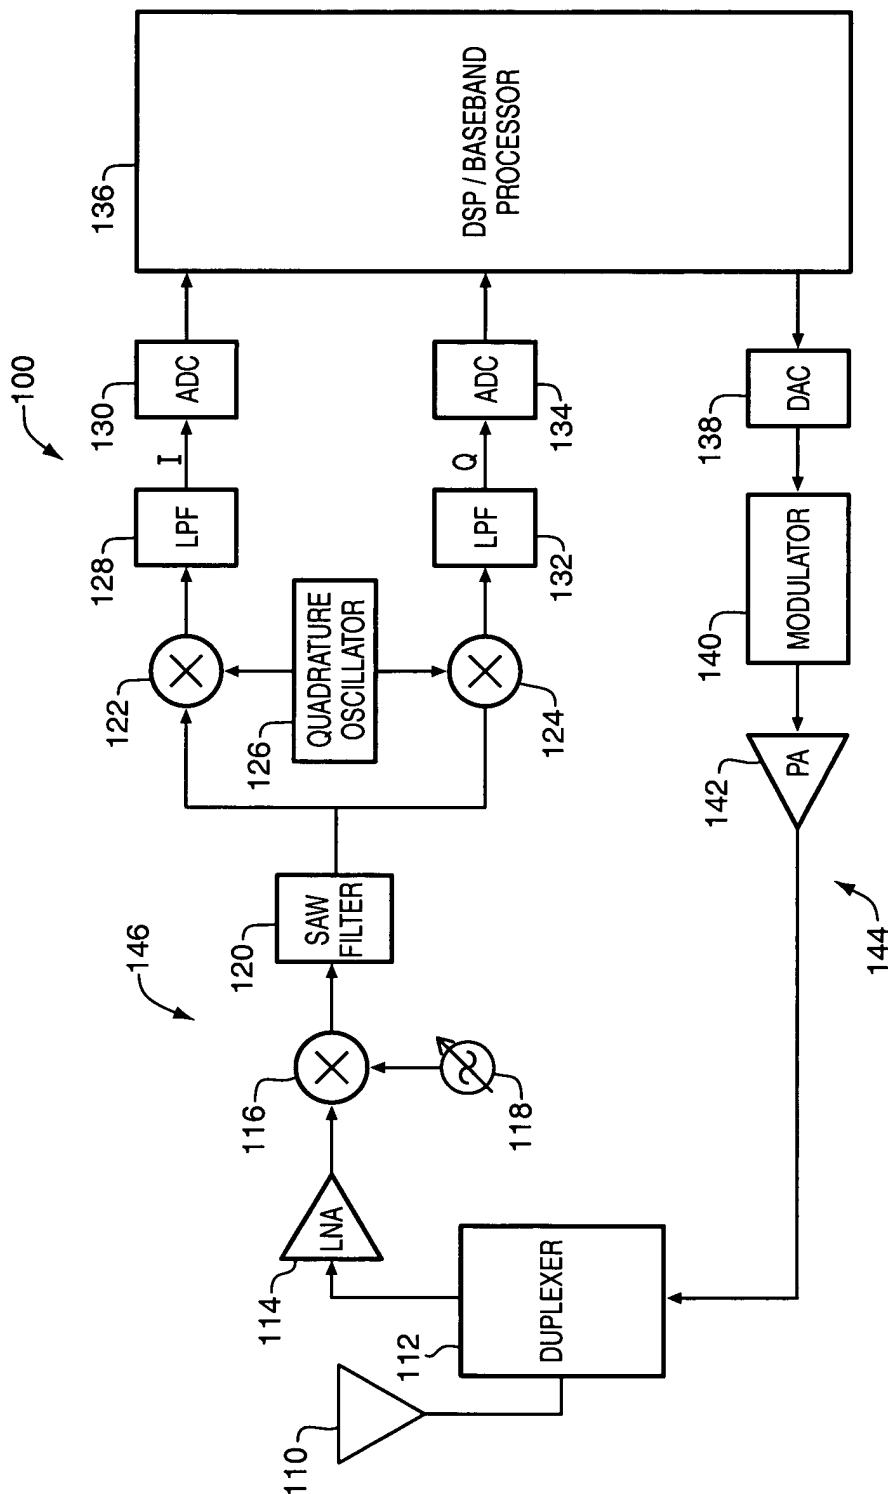 100
146
110
112
DUPLEXER
114
LNA
116
118
120
SAW
FILTER
122
124
126
QUADRATURE
OSCILLATOR
128
LPF
I
130
ADC
132
LPF
Q
134
ADC
136
DSP / BASEBAND
PROCESSOR
138
DAC
140
MODULATOR
142
PA
144